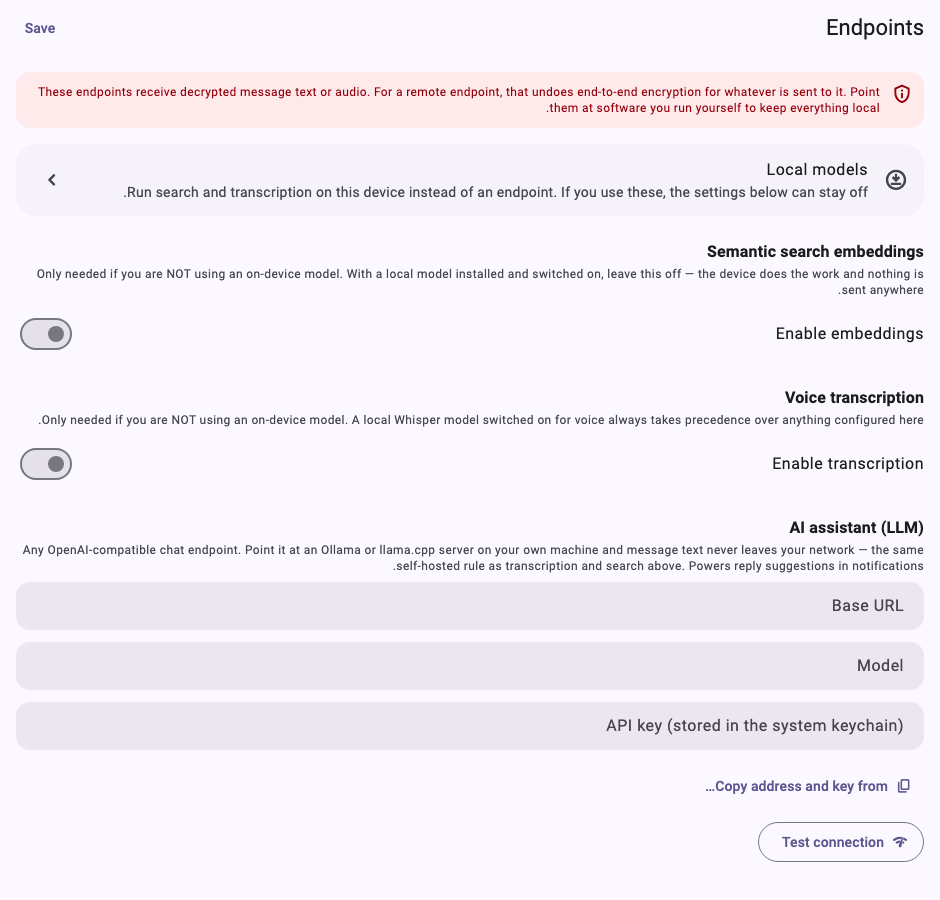 Endpoints
Save
These endpoints receive decrypted message text or audio. For a remote endpoint, that undoes end-to-end encryption for whatever is sent to it. Point
.them at software you run yourself to keep everything local
Local models
.Run search and transcription on this device instead of an endpoint. If you use these, the settings below can stay off
Semantic search embeddings
Only needed if you are NOT using an on-device model. With a local model installed and switched on, leave this off — the device does the work and nothing is
.sent anywhere
Enable embeddings
Voice transcription
.Only needed if you are NOT using an on-device model. A local Whisper model switched on for voice always takes precedence over anything configured here
Enable transcription
AI assistant (LLM)
Any OpenAI-compatible chat endpoint. Point it at an Ollama or llama.cpp server on your own machine and message text never leaves your network — the same
.self-hosted rule as transcription and search above. Powers reply suggestions in notifications
Base URL
Model
API key (stored in the system keychain)
…Copy address and key from
Test connection